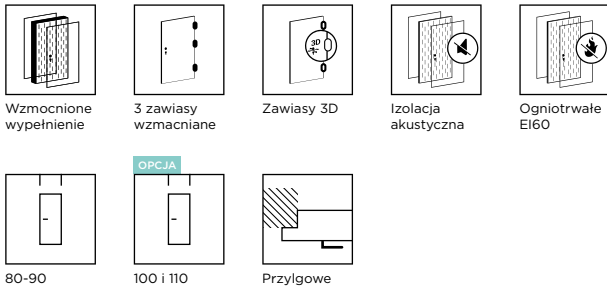 3D
Wzmocnione
wypełnienie
3 zawiasy
wzmacniane
Zawiasy 3D
Izolacja
akustyczna
Ogniotrwałe
EI60
OPCJA
80-90
100 i 110
Przylgowe